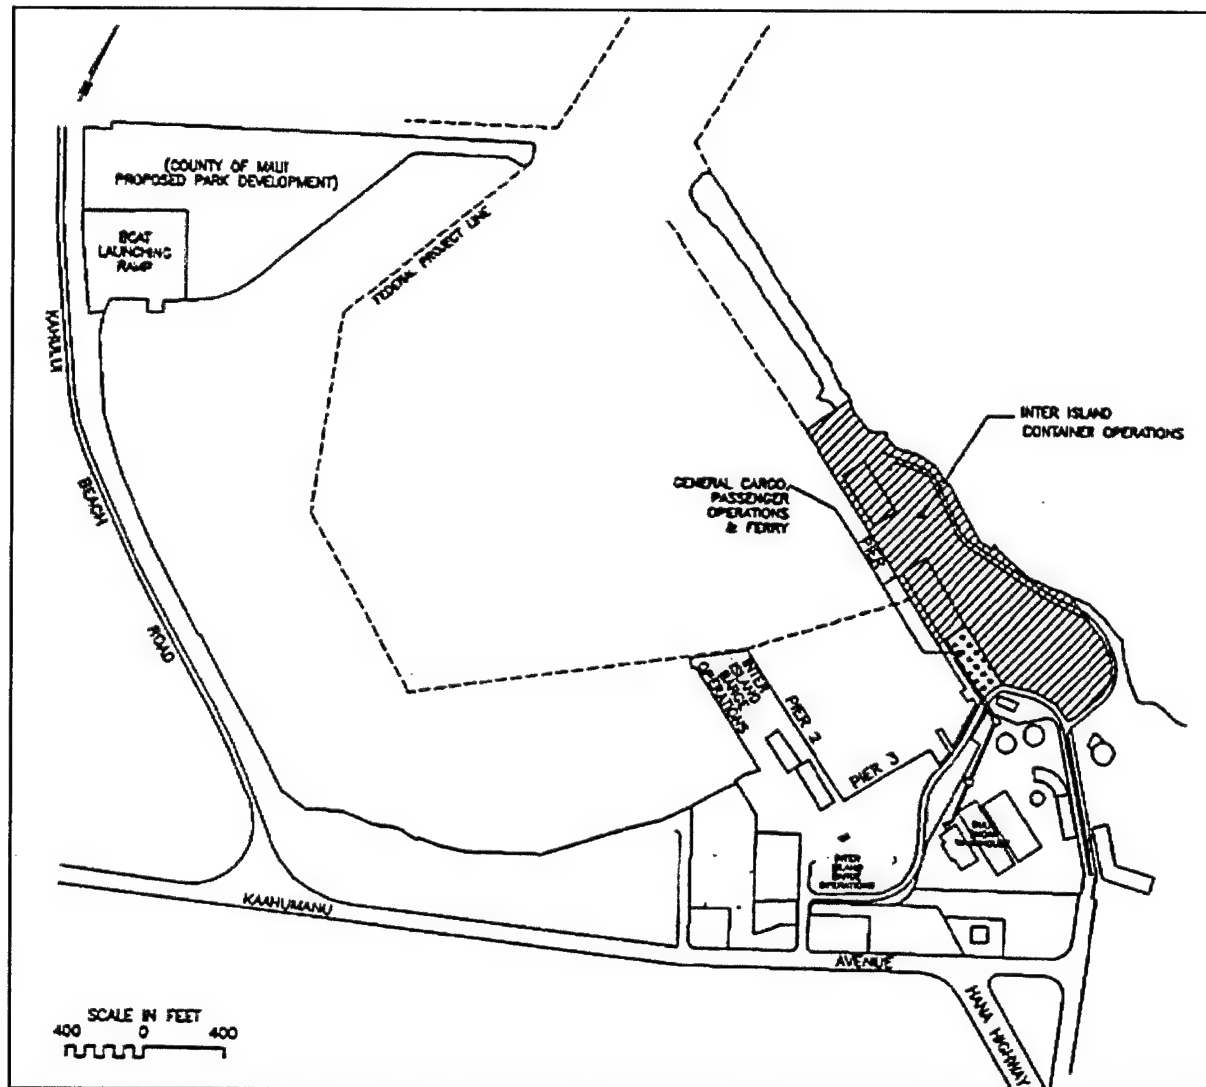 (COUNTY OF MAUI
PROPOSED PARK DEVELOPMENT)
BOAT
LAUNCHING
RAMP
FEDERAL PROJECT LINE
KAHULUI
BEACH
ROAD
INTER ISLAND
CONTAINER OPERATIONS
GENERAL CARGO,
PASSENGER
OPERATIONS
& FERRY
PIER
INTER
ISLAND
BARGE
OPERATIONS
PIER 2
PIER 3
INTER
ISLAND
BARGE
OPERATIONS
KAAHUMANU
AVENUE
HANA HIGHWAY
SCALE IN FEET
400 0 400